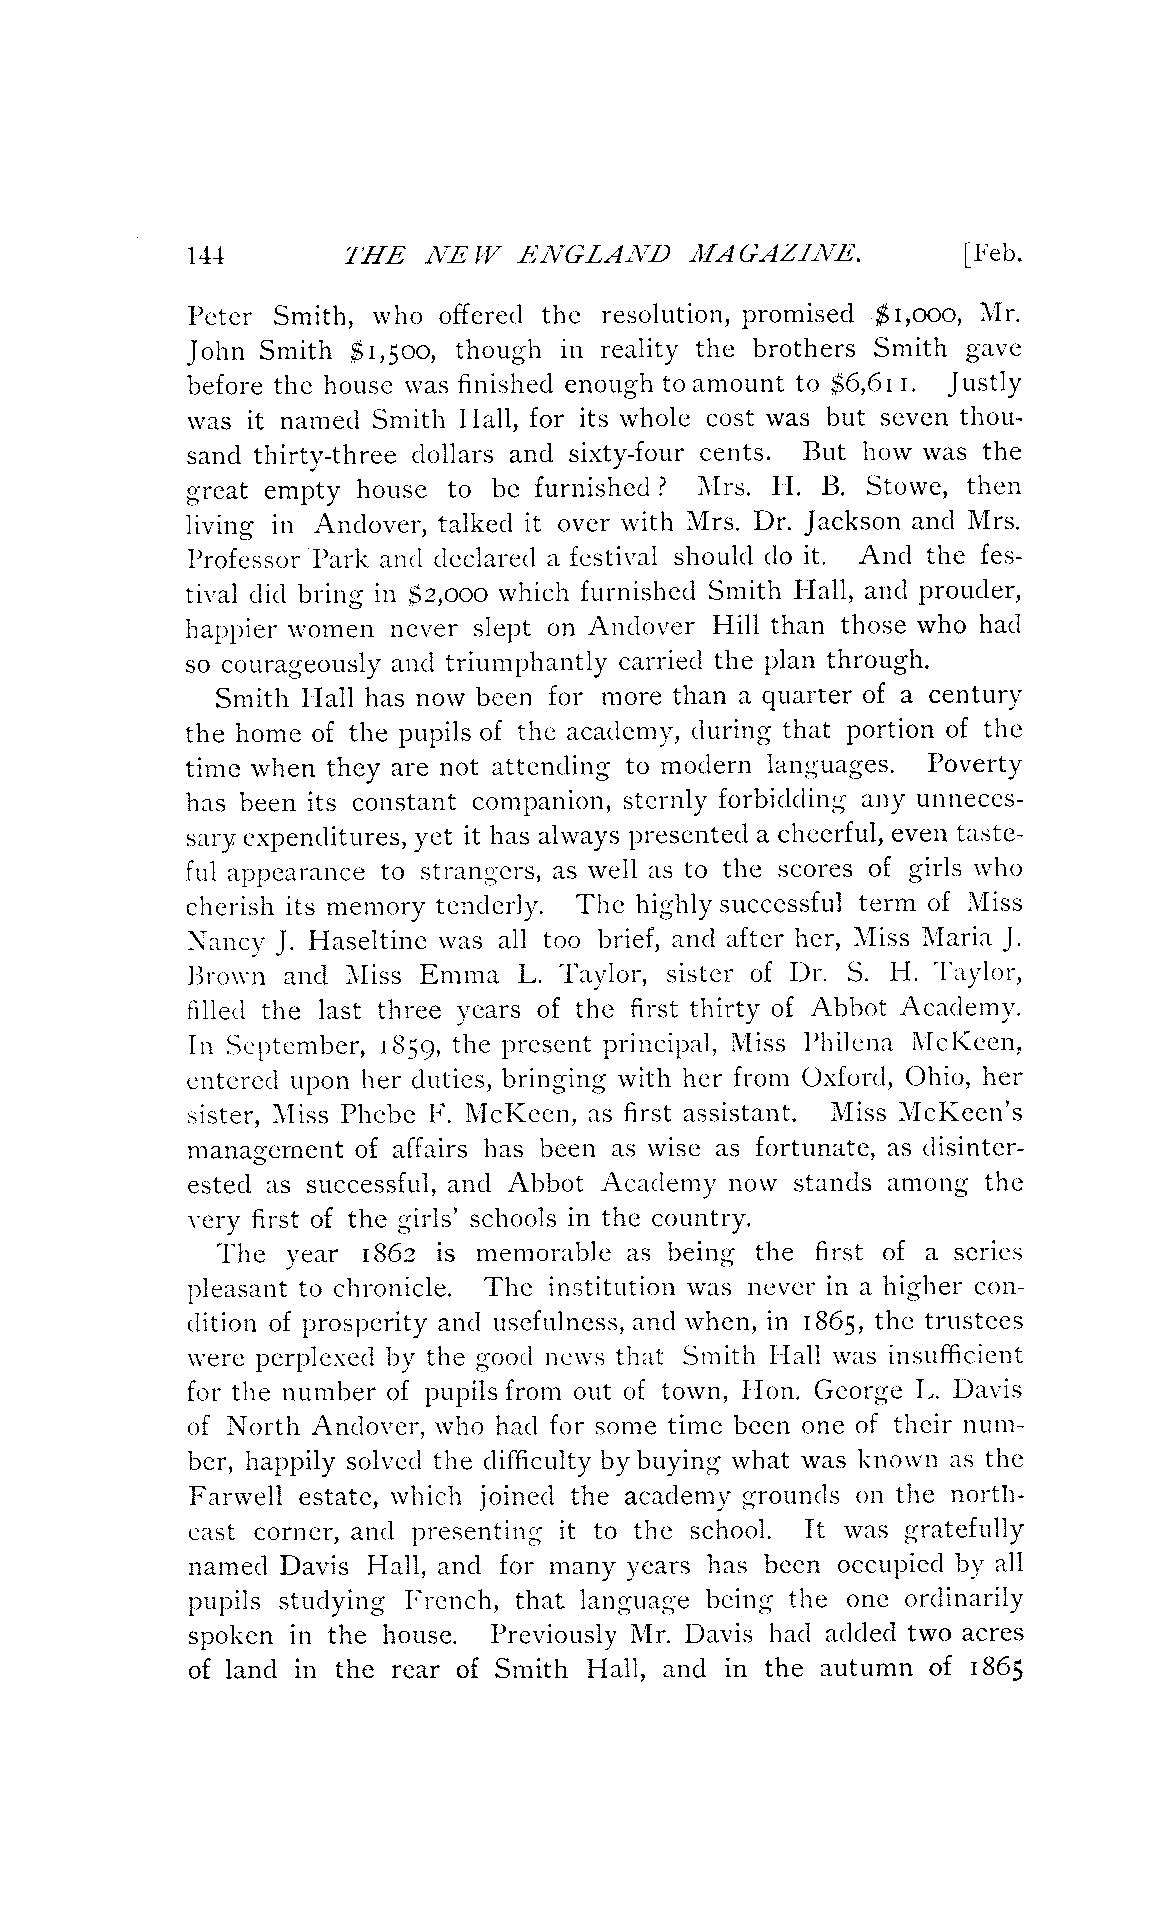 144 THE NEW ENGLAND MAGAZINE. [Feb.
Peter Smith, who offered the resolution, promised $1,000, Mr.
John Smith $1,500, though in reality the brothers Smith gave
before the house was finished enough to amount to $6,611. Justly
was it named Smith Hall, for its whole cost was but seven thou-
sand thirty-three dollars and sixty-four cents. But how was the
great empty house to be furnished? Mrs. H. B. Stowe, then
living in Andover, talked it over with Mrs. Dr. Jackson and Mrs.
Professor Park and declared a festival should do it. And the fes-
tival did bring in $2,000 which furnished Smith Hall, and prouder,
happier women never slept on Andover Hill than those who had
so courageously and triumphantly carried the plan through.
Smith Hall has now been for more than a quarter of a century
the home of the pupils of the academy, during that portion of the
time when they are not attending to modern languages. Poverty
has been its constant companion, sternly forbidding any unneces-
sary expenditures, yet it has always presented a cheerful, even taste-
ful appearance to strangers, as well as to the scores of girls who
cherish its memory tenderly. The highly successful term of Miss
Nancy J. Haseltine was all too brief, and after her, Miss Maria J.
Brown and Miss Emma L. Taylor, sister of Dr. S. H. Taylor,
filled the last three years of the first thirty of Abbot Academy.
In September, 1859, the present principal, Miss Philena McKeen,
entered upon her duties, bringing with her from Oxford, Ohio, her
sister, Miss Phebe F. McKeen, as first assistant. Miss McKeen's
management of affairs has been as wise as fortunate, as disinter-
ested as successful, and Abbot Academy now stands among the
very first of the girls' schools in the country.
The year 1862 is memorable as being the first of a series
pleasant to chronicle. The institution was never in a higher con-
dition of prosperity and usefulness, and when, in 1865, the trustees
were perplexed by the good news that Smith Hall was insufficient
for the number of pupils from out of town, Hon. George L. Davis
of North Andover, who had for some time been one of their num-
ber, happily solved the difficulty by buying what was known as the
Farwell estate, which joined the academy grounds on the north-
east corner, and presenting it to the school. It was gratefully
named Davis Hall, and for many years has been occupied by all
pupils studying French, that language being the one ordinarily
spoken in the house. Previously Mr. Davis had added two acres
of land in the rear of Smith Hall, and in the autumn of 1865